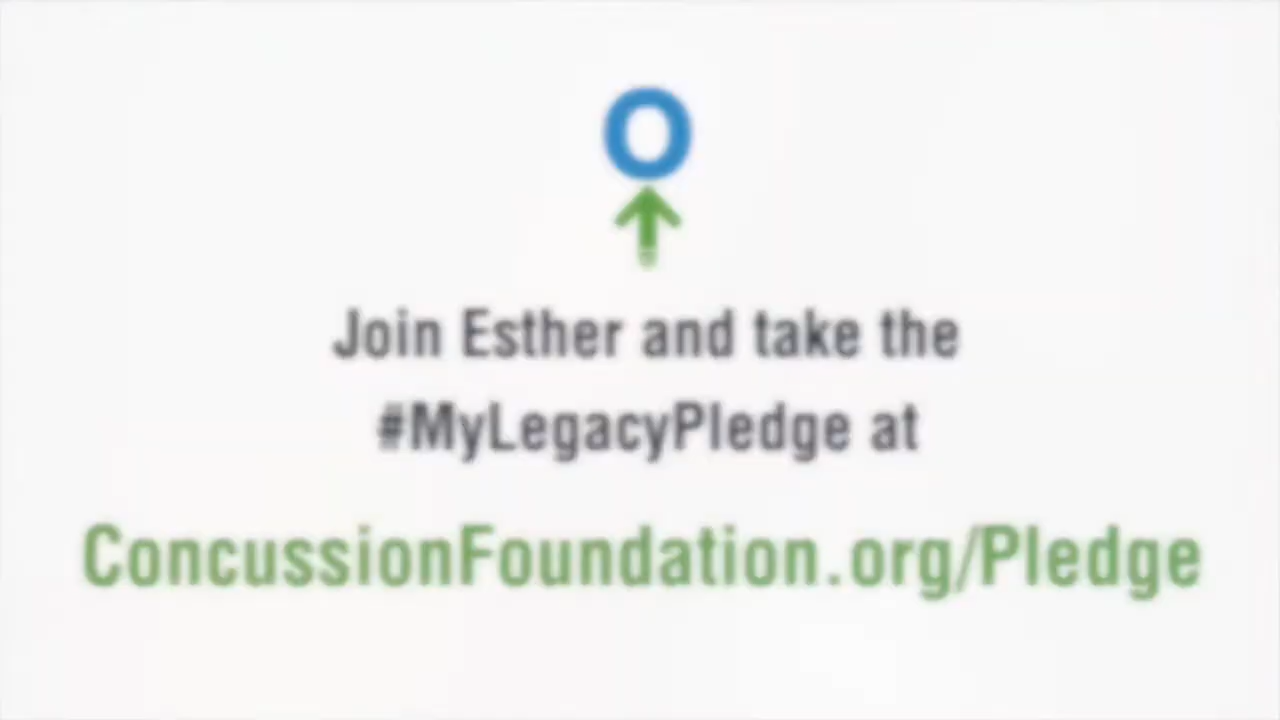 O
Join Esther and take the
#MyLegacyPledge at
ConcussionFoundation.org/Pledge